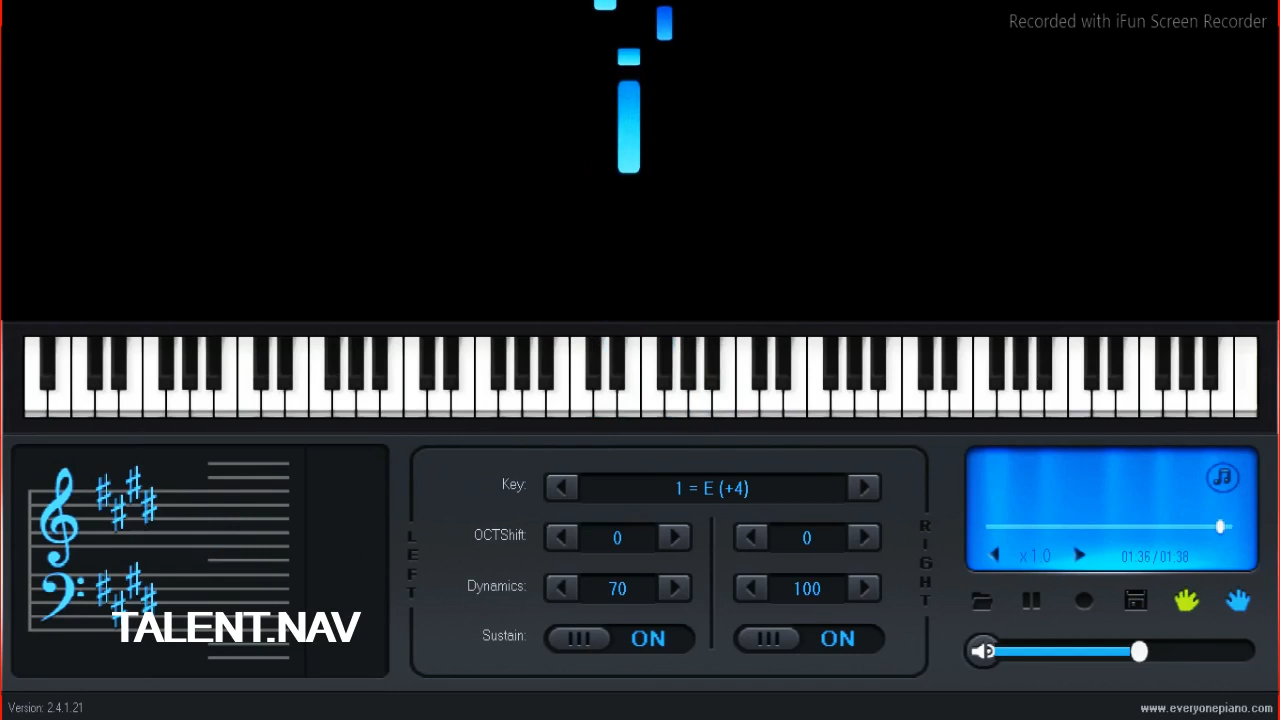 Recorded with iFun Screen Recorder
Key:
1 = E (+4)
OCTShift:
0
0
Dynamics:
70
100
Sustain:
ON
ON
LEFT
RIGHT
x 1.0
01:36 / 01:38
TALENT.NAV
Version: 2.4.1.21
www.everyonepiano.com